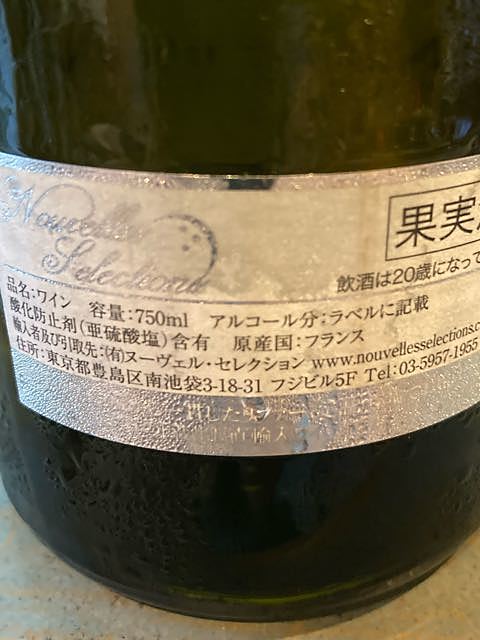 Nouvelles
Selections
果実
飲酒は20歳になって
品名:ワイン 容量:750ml アルコール分:ラベルに記載
酸化防止剤(亜硫酸塩)含有 原産国:フランス
輸入者及び引取先:(有)ヌーヴェル・セレクション www.nouvellesselections.c
住所:東京都豊島区南池袋3-18-31 フジビル5F Tel:03-5957-1955